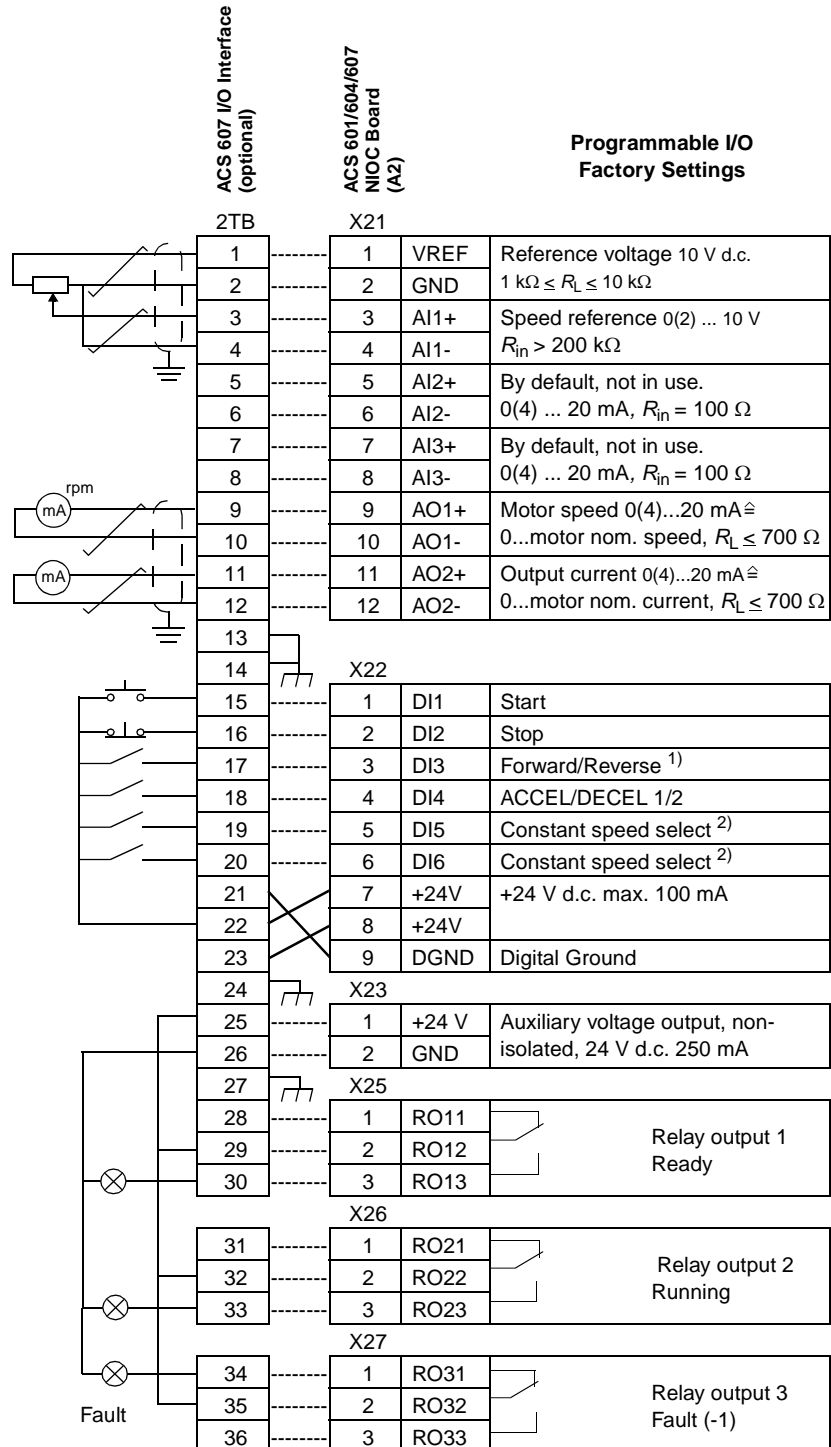 ACS 607 I/O Interface
(optional)
ACS 601/604/607
NIOC Board
(A2)
Programmable I/O
Factory Settings
2TB X21
1 1 VREF Reference voltage 10 V d.c.
2 2 GND 1 kΩ ≤ RL ≤ 10 kΩ
3 3 AI1+ Speed reference 0(2) ... 10 V
4 4 AI1- Rin > 200 kΩ
5 5 AI2+ By default, not in use.
6 6 AI2- 0(4) ... 20 mA, Rin = 100 Ω
7 7 AI3+ By default, not in use.
8 8 AI3- 0(4) ... 20 mA, Rin = 100 Ω
rpm
mA 9 9 AO1+ Motor speed 0(4)...20 mA ≙
10 10 AO1- 0...motor nom. speed, RL ≤ 700 Ω
mA 11 11 AO2+ Output current 0(4)...20 mA ≙
12 12 AO2- 0...motor nom. current, RL ≤ 700 Ω
13
14 X22
15 1 DI1 Start
16 2 DI2 Stop
17 3 DI3 Forward/Reverse 1)
18 4 DI4 ACCEL/DECEL 1/2
19 5 DI5 Constant speed select 2)
20 6 DI6 Constant speed select 2)
21 7 +24V +24 V d.c. max. 100 mA
22 8 +24V
23 9 DGND Digital Ground
24 X23
25 1 +24 V Auxiliary voltage output, non-
26 2 GND isolated, 24 V d.c. 250 mA
27 X25
28 1 RO11
29 2 RO12 Relay output 1
30 3 RO13 Ready
X26
31 1 RO21
32 2 RO22 Relay output 2
33 3 RO23 Running
X27
34 1 RO31
35 2 RO32 Relay output 3
Fault
36 3 RO33 Fault (-1)